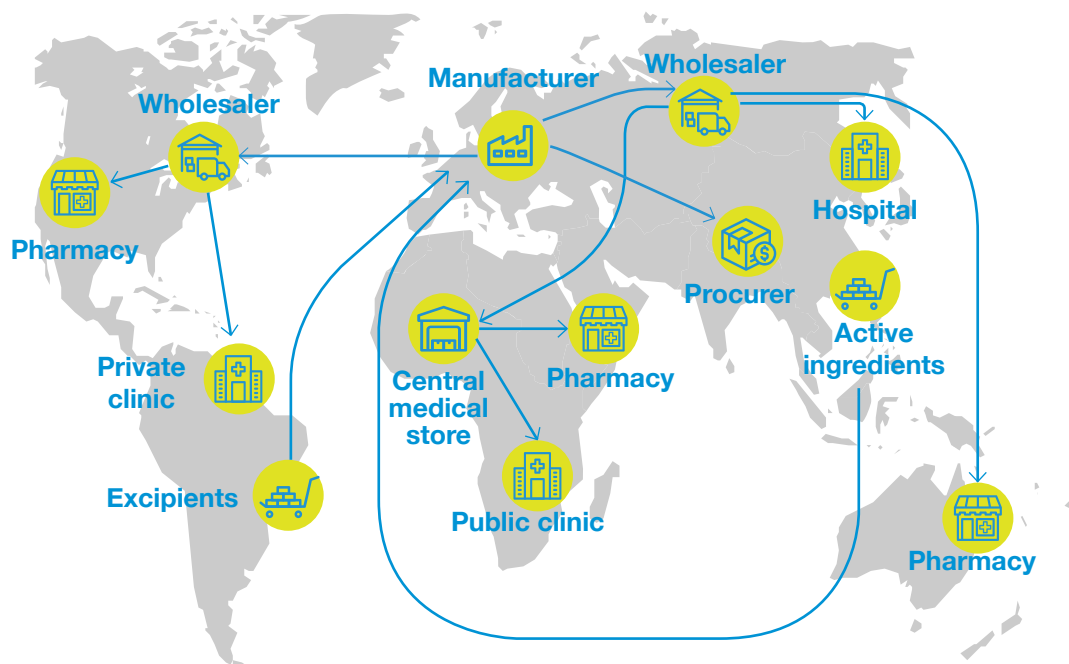 Wholesaler
Manufacturer
Wholesaler
Pharmacy
Hospital
Procurer
Active
ingredients
Private
clinic
Central
medical
store
Pharmacy
Excipients
Public clinic
Pharmacy
$